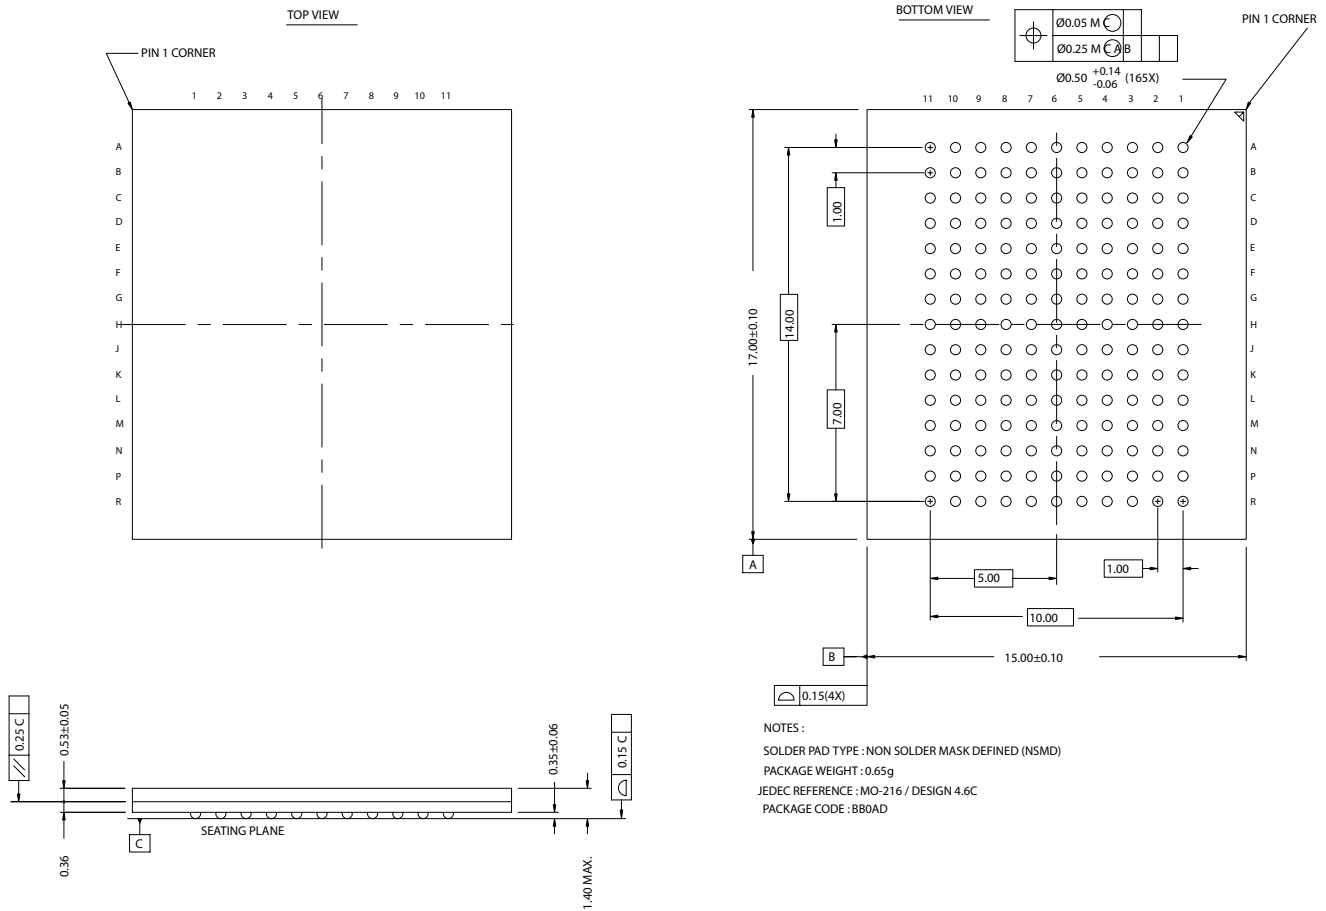 TOP VIEW
PIN 1 CORNER
1 2 3 4 5 6 7 8 9 10 11
A
B
C
D
E
F
G
H
J
K
L
M
N
P
R
BOTTOM VIEW
PIN 1 CORNER
Ø0.05 M C
Ø0.25 M C A B
Ø0.50 +0.14 -0.06 (165X)
11 10 9 8 7 6 5 4 3 2 1
A
B
C
D
E
F
G
H
J
K
L
M
N
P
R
1.00
14.00
17.00±0.10
7.00
A
5.00
1.00
10.00
B
15.00±0.10
0.15(4X)
0.25 C
0.53±0.05
0.35±0.06
0.15 C
SEATING PLANE
C
0.36
1.40 MAX.
NOTES :
SOLDER PAD TYPE : NON SOLDER MASK DEFINED (NSMD)
PACKAGE WEIGHT : 0.65g
JEDEC REFERENCE : MO-216 / DESIGN 4.6C
PACKAGE CODE : BB0AD